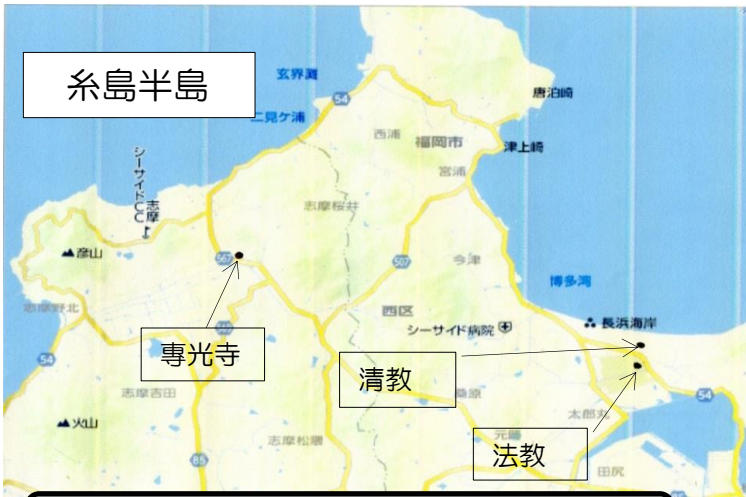 糸島半島
玄界灘
54
唐泊崎
二見ケ浦
西浦
福岡市
津上崎
宮浦
シーサイドCC
志摩
志摩桜井
彦山
567
507
今津
博多湾
志摩野北
西区
シーサイド病院
長浜海岸
專光寺
清教
54
569
志摩吉田
桑原
54
太郎丸
火山
志摩松隈
元岡
法教
85
田尻